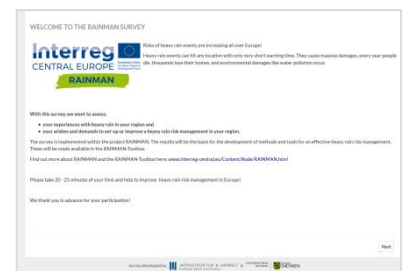 WELCOME TO THE RAINMAN SURVEY
Interreg
CENTRAL EUROPE
RAINMAN
Risks of heavy rain events are increasing all over Europe!
Heavy rain events can hit any location with only very short warning time. They cause massive damages, every year people
die, thousands lose their homes, and environmental damages like water pollution occur.
With this survey, we want to assess,
• your experiences with heavy rain in your region and
• your wishes and demands to set up or improve a heavy rain risk management in your region.
The survey is implemented within the project RAINMAN. The results will be the basis for the development of methods and tools for an effective heavy rain risk management.
These will be made available in the RAINMAN-Toolbox.
Find out more about RAINMAN and the RAINMAN-Toolbox here: www.interreg-central.eu/Content.Node/RAINMAN.html
Please take 20 - 25 minutes of your time and help to improve heavy rain risk management in Europe!
We thank you in advance for your participation!
Next
Survey developed by INFRASTRUKTUR & UMWELT &
SACHSEN